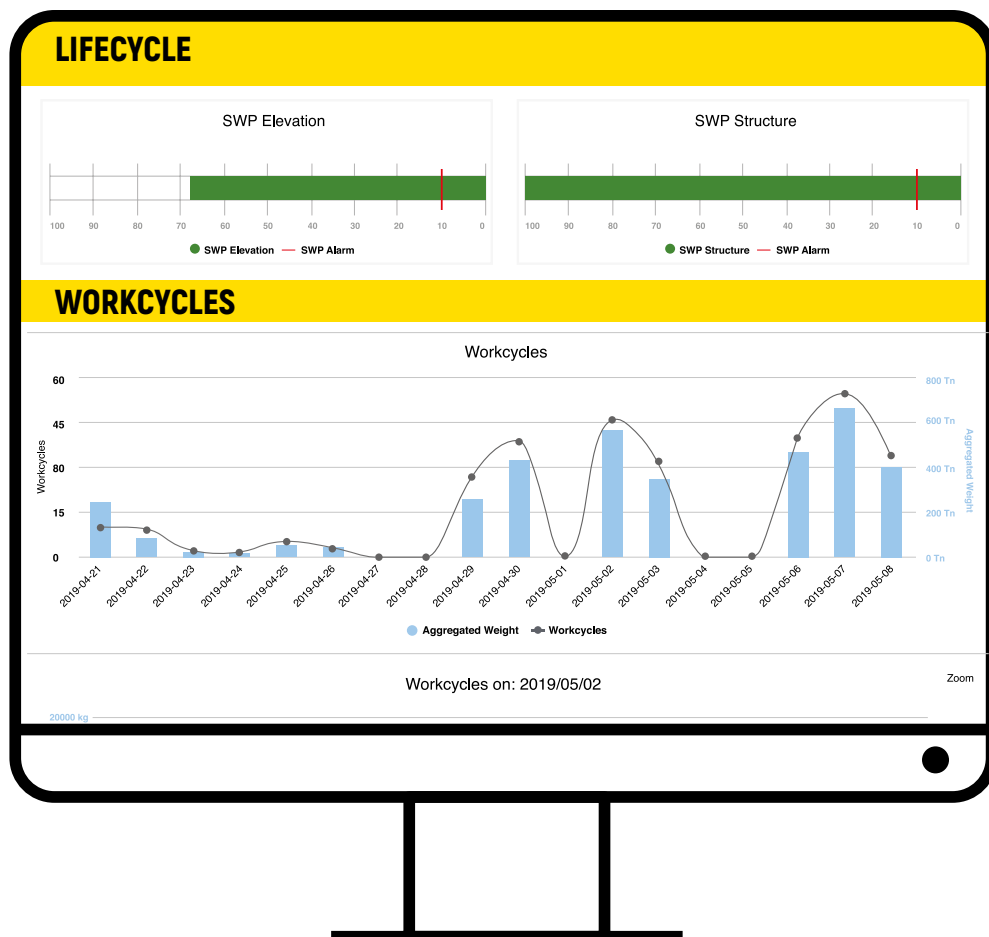 LIFECYCLE
SWP Elevation
100 90 80 70 60 50 40 30 20 10 0
SWP Elevation SWP Alarm
SWP Structure
100 90 80 70 60 50 40 30 20 10 0
SWP Structure SWP Alarm
WORKCYCLES
Workcycles
60
45
80
15
0
Workcycles
800 Tn
600 Tn
400 Tn
200 Tn
0 Tn
Aggregated Weight
2019-04-21 2019-04-22 2019-04-23 2019-04-24 2019-04-25 2019-04-26 2019-04-27 2019-04-28 2019-04-29 2019-04-30 2019-05-01 2019-05-02 2019-05-03 2019-05-04 2019-05-05 2019-05-06 2019-05-07 2019-05-08
Aggregated Weight Workcycles
Workcycles on: 2019/05/02
Zoom
20000 kg